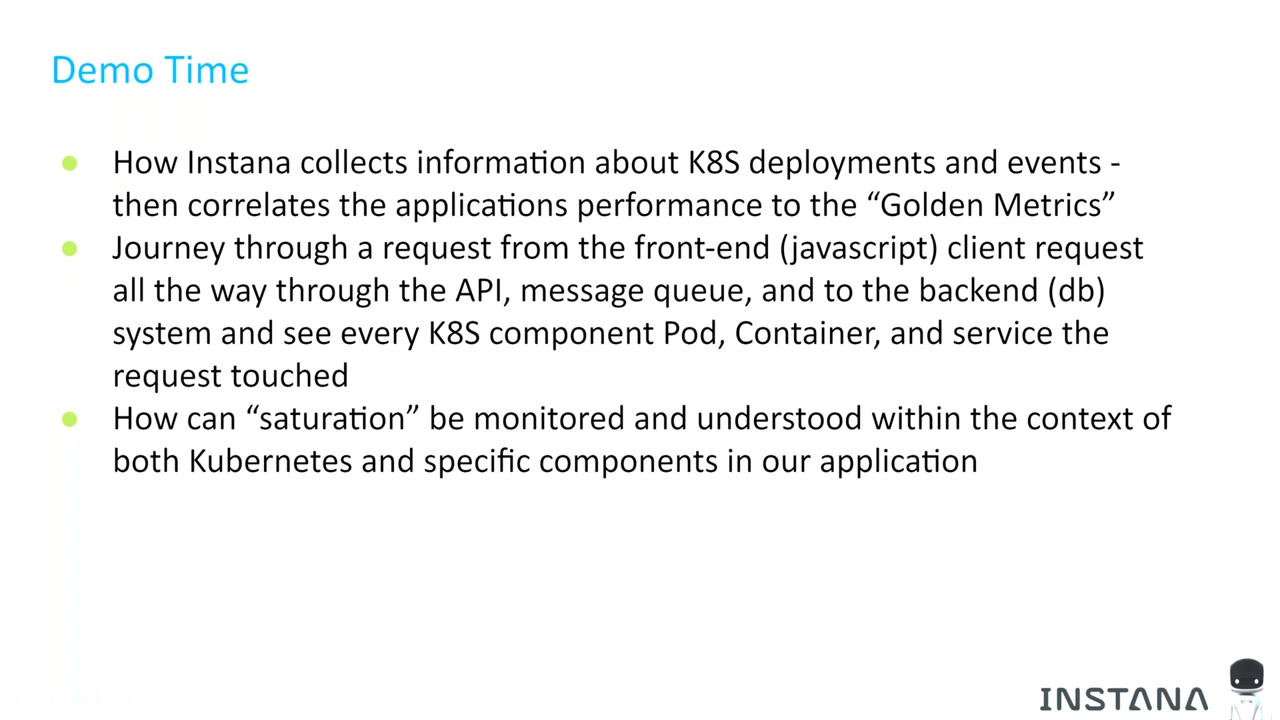 Demo Time
How Instana collects information about K8S deployments and events -
then correlates the applications performance to the “Golden Metrics”
Journey through a request from the front-end (javascript) client request
all the way through the API, message queue, and to the backend (db)
system and see every K8S component Pod, Container, and service the
request touched
How can “saturation” be monitored and understood within the context of
both Kubernetes and specific components in our application
INSTANA